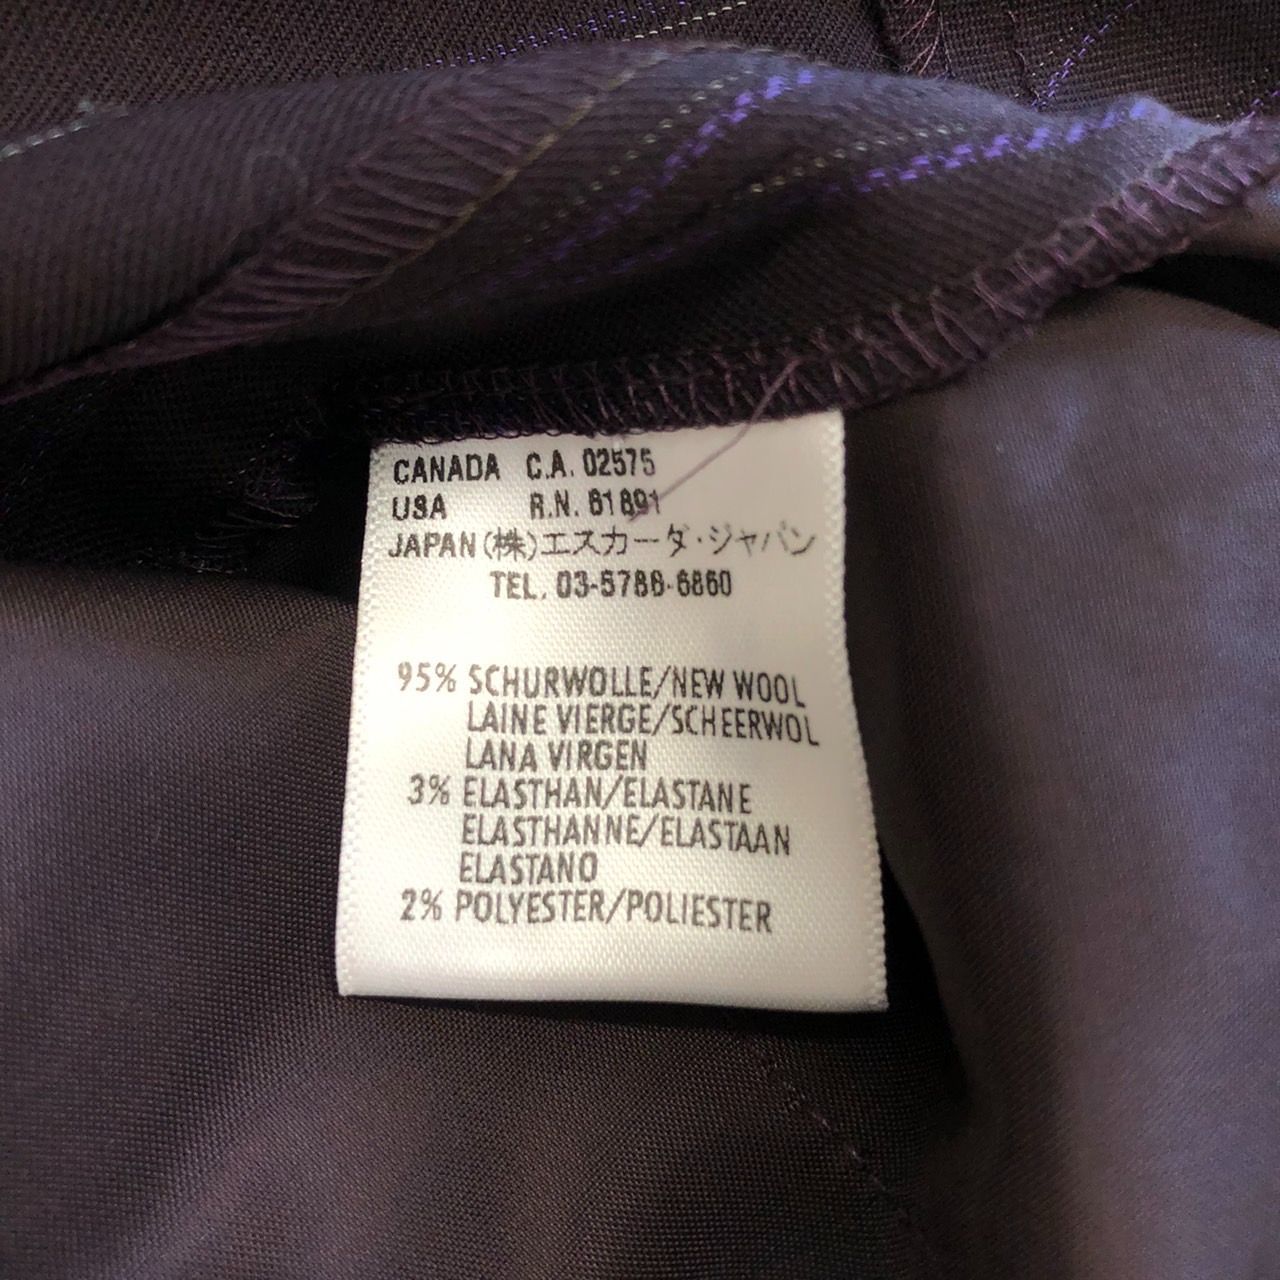 CANADA C.A. 02575
USA R.N. 61891
JAPAN (株)エスカーダ・ジャパン
TEL. 03-5786-6860
95% SCHURWOLLE/NEW WOOL
LAINE VIERGE/SCHEERWOL
LANA VIRGEN
3% ELASTHAN/ELASTANE
ELASTHANNE/ELASTAAN
ELASTANO
2% POLYESTER/POLIESTER